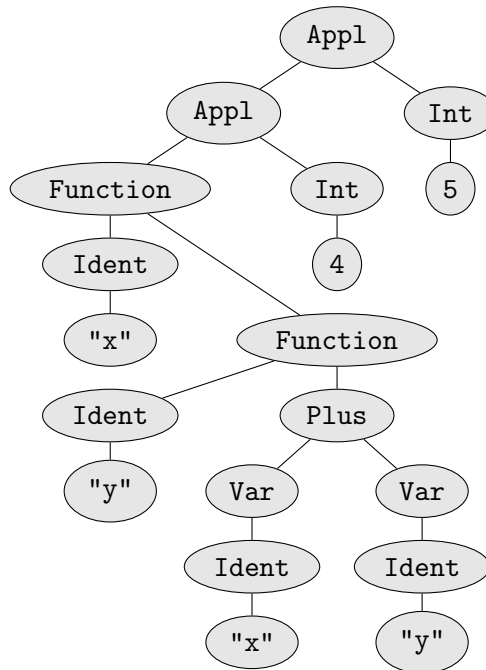 Appl
Appl Int
Function Int 5
Ident 4
"x" Function
Ident Plus
"y" Var Var
Ident Ident
"x" "y"